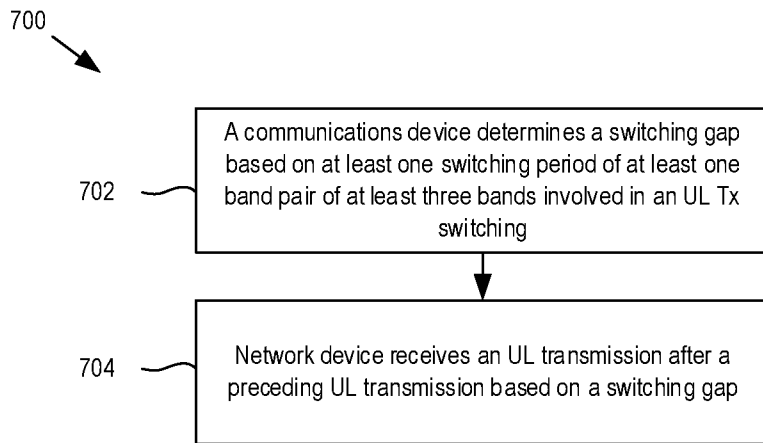 700
A communications device determines a switching gap
based on at least one switching period of at least one
band pair of at least three bands involved in an UL Tx
switching
702
Network device receives an UL transmission after a
preceding UL transmission based on a switching gap
704